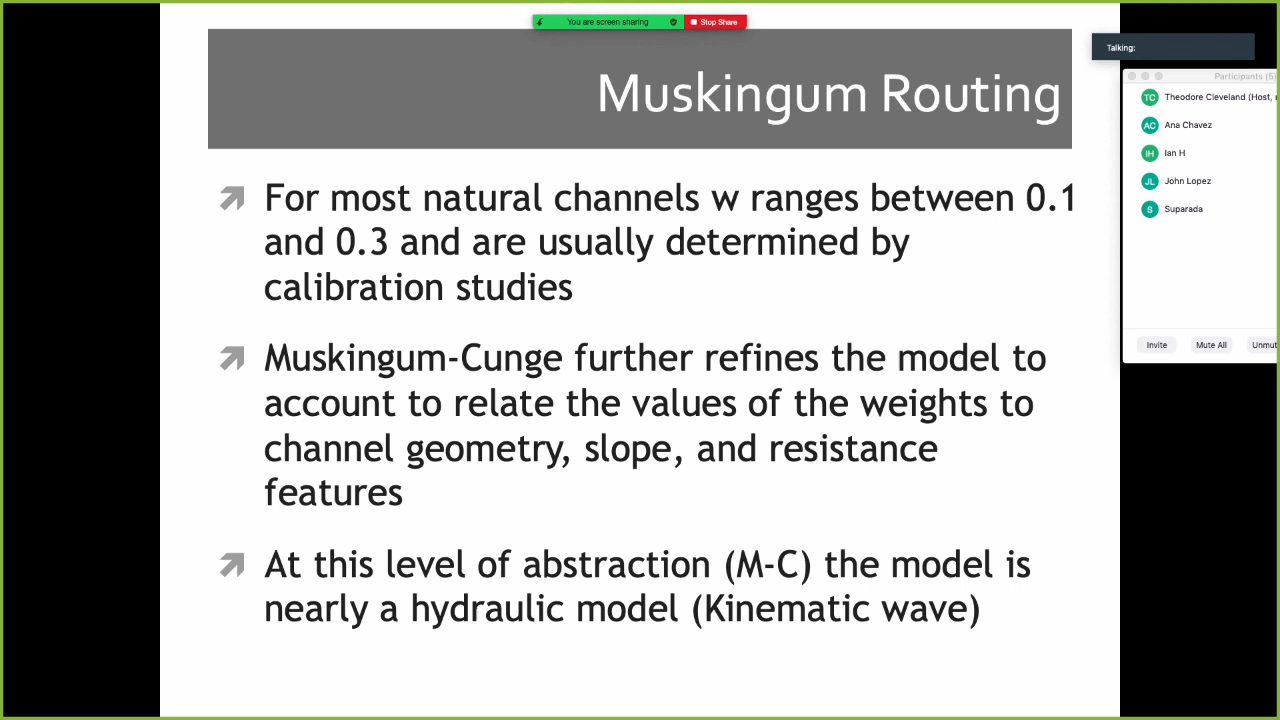 You are screen sharing
Stop Share
Talking:
Muskingum Routing
For most natural channels w ranges between 0.1
and 0.3 and are usually determined by
calibration studies
Muskingum-Cunge further refines the model to
account to relate the values of the weights to
channel geometry, slope, and resistance
features
At this level of abstraction (M-C) the model is
nearly a hydraulic model (Kinematic wave)
Participants (5)
TC Theodore Cleveland (Host,
AC Ana Chavez
IH Ian H
JL John Lopez
S Suparada
Invite Mute All Unmut